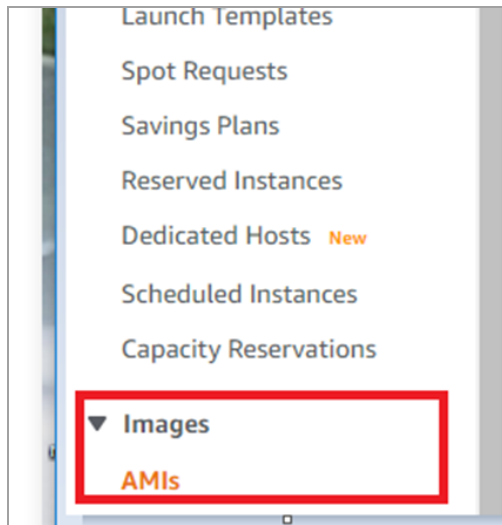 Launch Templates
Spot Requests
Savings Plans
Reserved Instances
Dedicated Hosts New
Scheduled Instances
Capacity Reservations
Images
AMIs